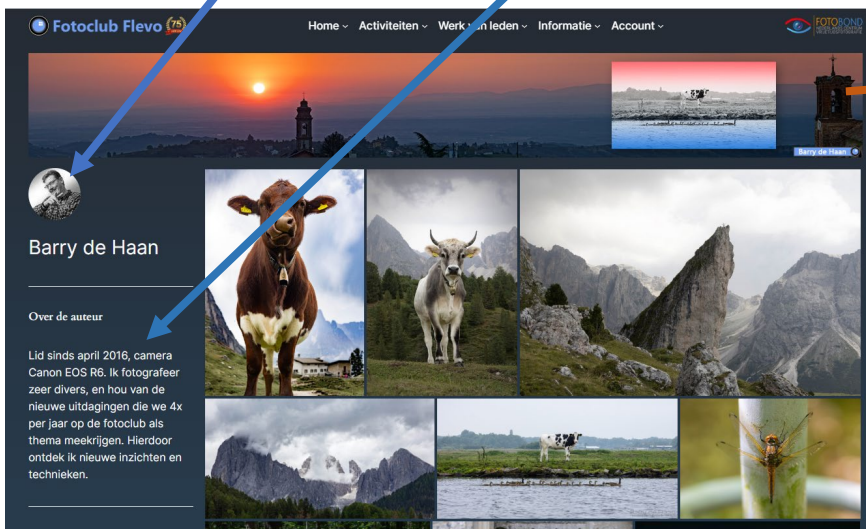 Fotoclub Flevo 75
Home Activiteiten Werk van leden Informatie Account
FOTOBOND
Barry de Haan
Barry de Haan
Over de auteur
Lid sinds april 2016, camera
Canon EOS R6. Ik fotografeer
zeer divers, en hou van de
nieuwe uitdagingen die we 4x
per jaar op de fotoclub als
thema meekrijgen. Hierdoor
ontdek ik nieuwe inzichten en
technieken.